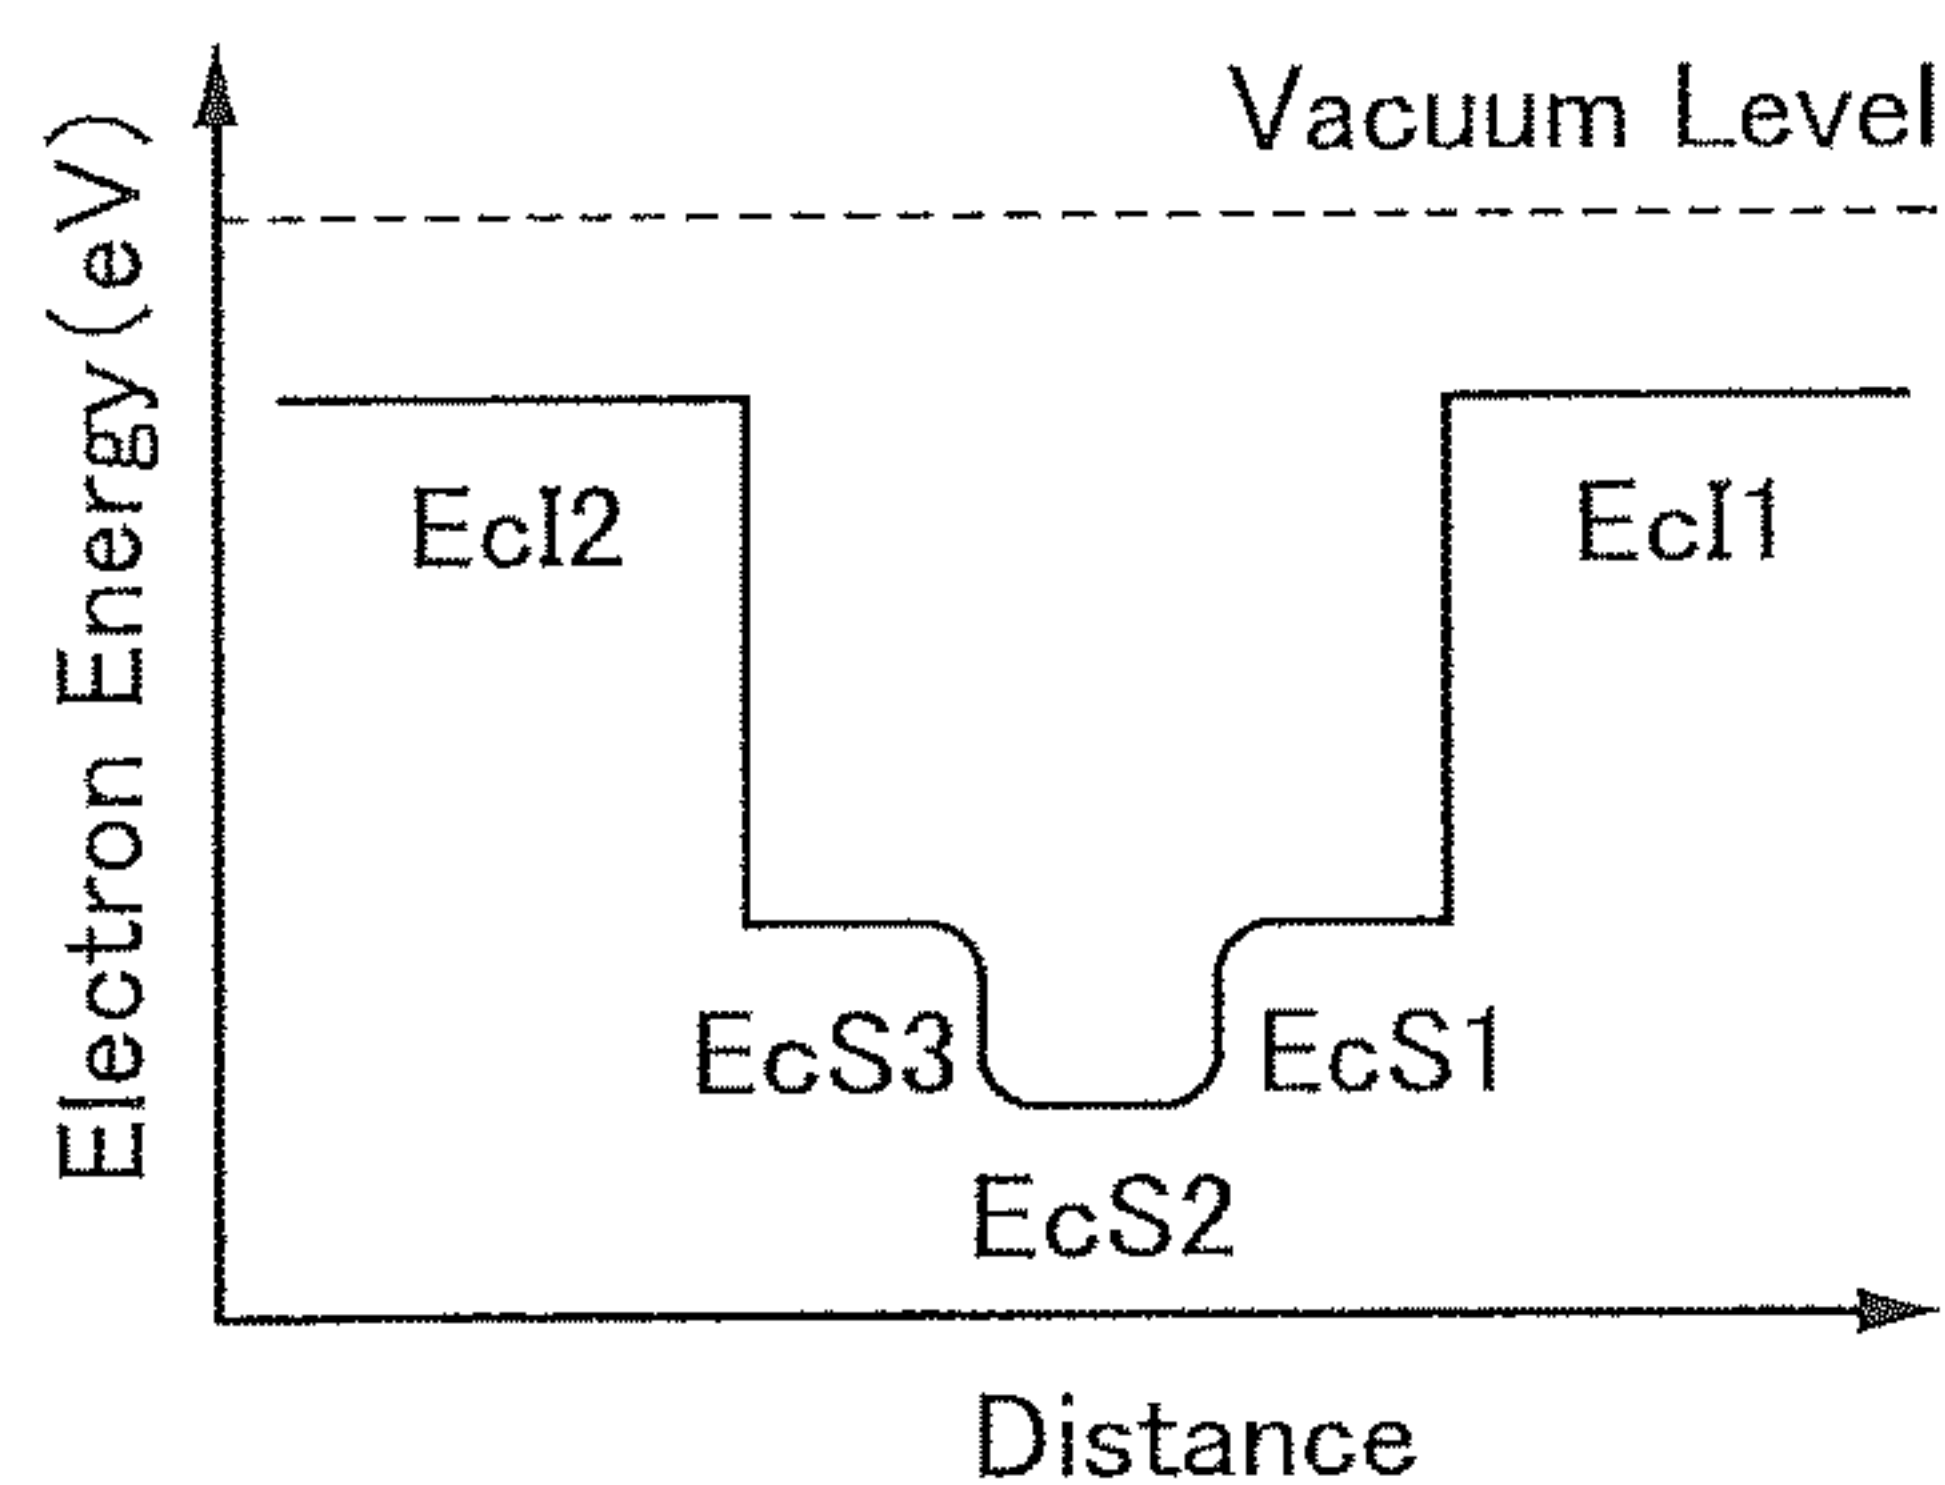 Vacuum Level
Electron Energy(eV)
EcI2
EcI1
EcS3
EcS1
EcS2
Distance